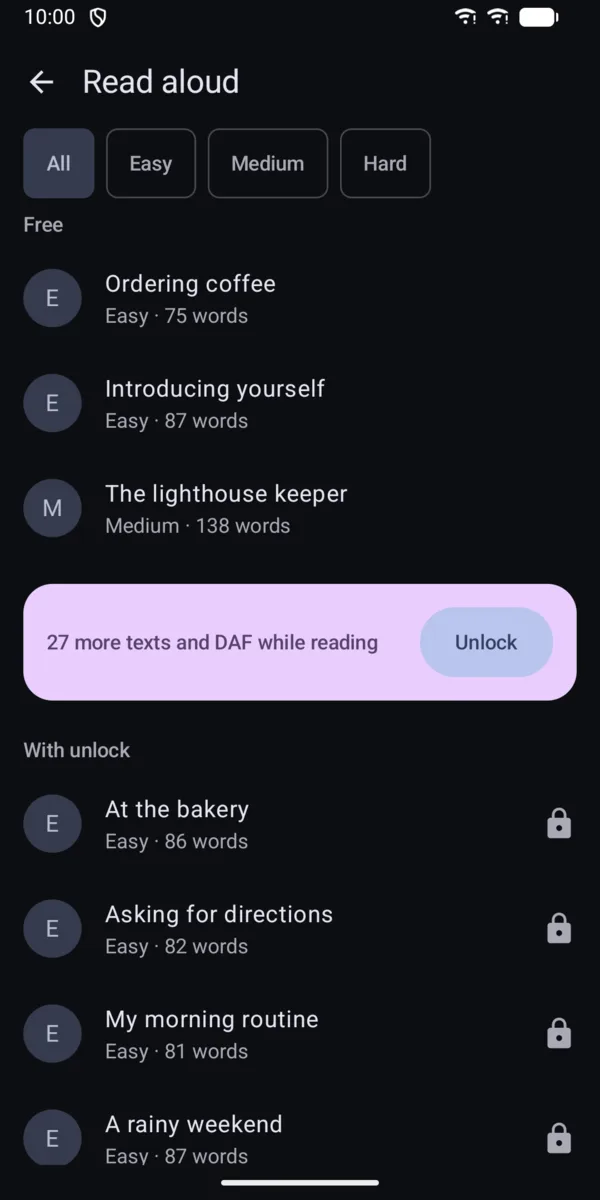 10:00
Read aloud
All Easy Medium Hard
Free
E
Ordering coffee
Easy · 75 words
E
Introducing yourself
Easy · 87 words
M
The lighthouse keeper
Medium · 138 words
27 more texts and DAF while reading Unlock
With unlock
E
At the bakery
Easy · 86 words
E
Asking for directions
Easy · 82 words
E
My morning routine
Easy · 81 words
E
A rainy weekend
Easy · 87 words